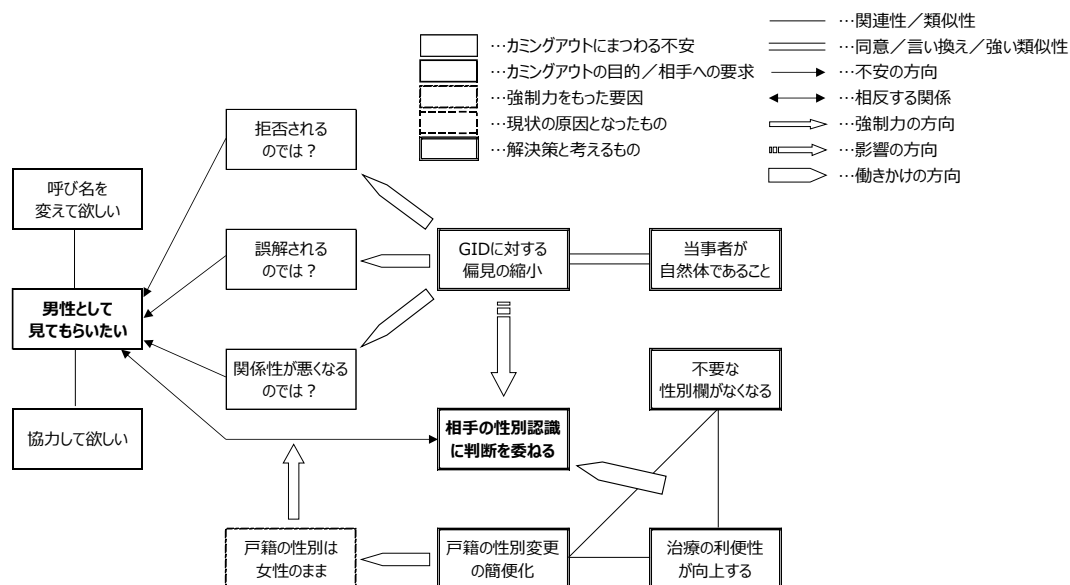 …カミングアウトにまつわる不安
…カミングアウトの目的／相手への要求
…強制力をもった要因
…現状の原因となったもの
…解決策と考えるもの
…関連性／類似性
…同意／言い換え／強い類似性
…不安の方向
…相反する関係
…強制力の方向
…影響の方向
…働きかけの方向
拒否される
のでは？
呼び名を
変えて欲しい
誤解される
のでは？
GIDに対する
偏見の縮小
当事者が
自然体であること
男性として
見てもらいたい
関係性が悪くなる
のでは？
不要な
性別欄がなくなる
協力して欲しい
相手の性別認識
に判断を委ねる
戸籍の性別は
女性のまま
戸籍の性別変更
の簡便化
治療の利便性
が向上する